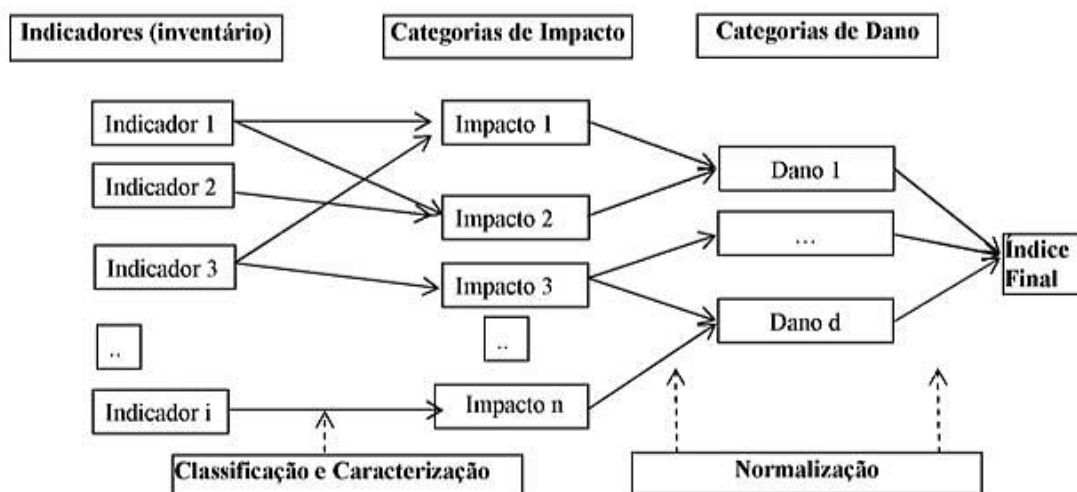 Indicadores (inventário)
Categorias de Impacto
Categorias de Dano
Indicador 1
Indicador 2
Indicador 3
..
Indicador i
Impacto 1
Impacto 2
Impacto 3
..
Impacto n
Dano 1
...
Dano d
Índice
Final
Classificação e Caracterização
Normalização